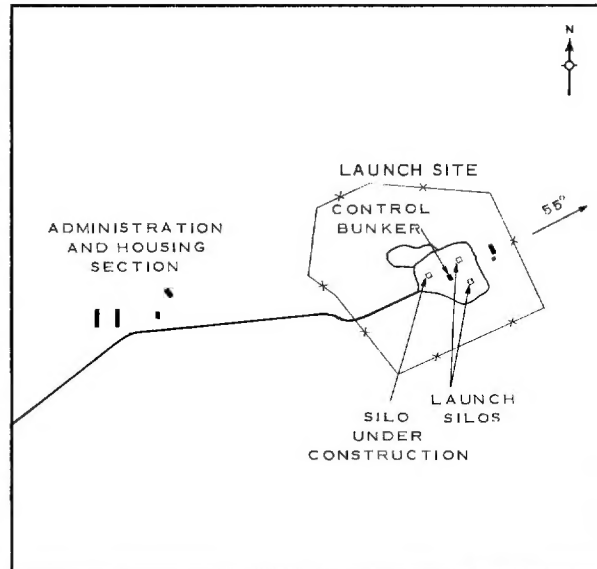 N
LAUNCH SITE
55°
CONTROL
BUNKER
ADMINISTRATION
AND HOUSING
SECTION
LAUNCH
SILOS
SILO
UNDER
CONSTRUCTION